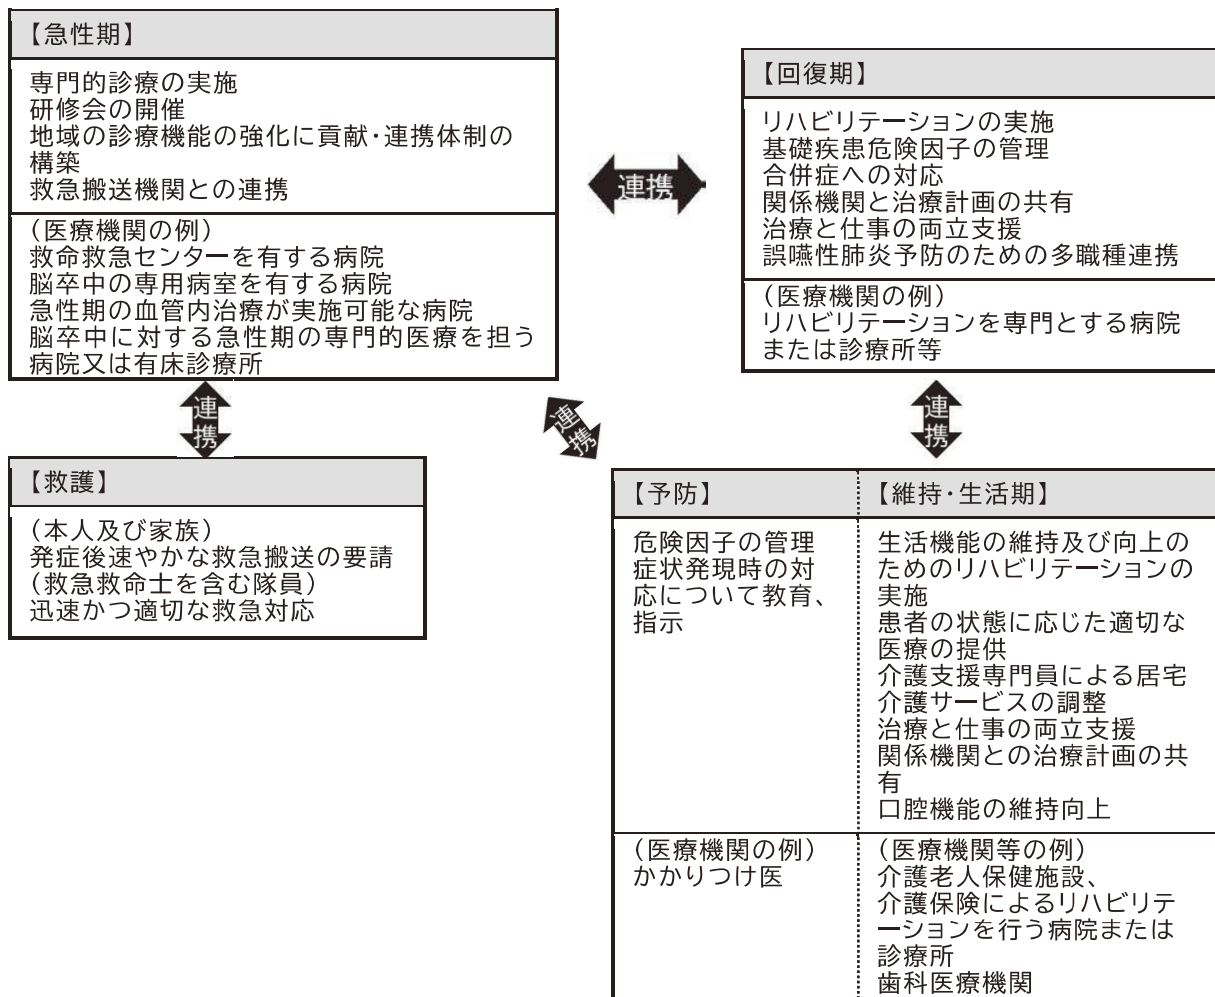 【急性期】
専門的診療の実施
研修会の開催
地域の診療機能の強化に貢献・連携体制の
構築
救急搬送機関との連携
（医療機関の例）
救命救急センターを有する病院
脳卒中の専用病室を有する病院
急性期の血管内治療が実施可能な病院
脳卒中に対する急性期の専門的医療を担う
病院又は有床診療所
連携
【回復期】
リハビリテーションの実施
基礎疾患危険因子の管理
合併症への対応
関係機関と治療計画の共有
治療と仕事の両立支援
誤嚥性肺炎予防のための多職種連携
（医療機関の例）
リハビリテーションを専門とする病院
または診療所等
連携
連携
連携
【救護】
（本人及び家族）
発症後速やかな救急搬送の要請
（救急救命士を含む隊員）
迅速かつ適切な救急対応
【予防】
危険因子の管理
症状発現時の対
応について教育、
指示
（医療機関の例）
かかりつけ医
【維持・生活期】
生活機能の維持及び向上の
ためのリハビリテーションの
実施
患者の状態に応じた適切な
医療の提供
介護支援専門員による居宅
介護サービスの調整
治療と仕事の両立支援
関係機関との治療計画の共
有
口腔機能の維持向上
（医療機関等の例）
介護老人保健施設、
介護保険によるリハビリテ
ーションを行う病院または
診療所
歯科医療機関